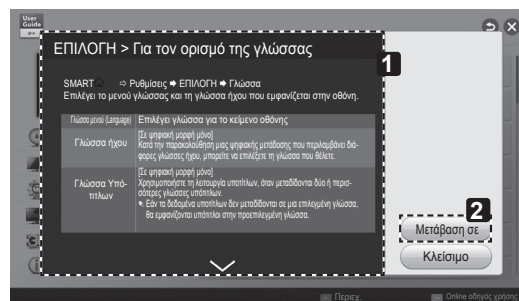 User
Guide
ΕΠΙΛΟΓΗ > Για τον ορισμό της γλώσσας
1
SMART ⇨ Ρυθμίσεις ➡ ΕΠΙΛΟΓΗ ➡ Γλώσσα
Επιλέγει το μενού γλώσσας και τη γλώσσα ήχου που εμφανίζεται στην οθόνη.
Γλώσσα μενού (Language) Επιλέγει γλώσσα για το κείμενο οθόνης
Γλώσσα ήχου
[Σε ψηφιακή μορφή μόνο]
Κατά την παρακολούθηση μιας ψηφιακής μετάδοσης που περιλαμβάνει διά-
φορες γλώσσες ήχου, μπορείτε να επιλέξετε τη γλώσσα που θέλετε.
Γλώσσα Υπό-
τιτλων
[Σε ψηφιακή μορφή μόνο]
Χρησιμοποιήστε τη λειτουργία υποτίτλων, όταν μεταδίδονται δύο ή περισ-
σότερες γλώσσες υπότιτλων.
Εάν τα δεδομένα υποτίτλων δεν μεταδίδονται σε μια επιλεγμένη γλώσσα,
θα εμφανίζονται υπότιτλοι στην προεπιλεγμένη γλώσσα.
2
Μετάβαση σε
Κλείσιμο
Περιεχ.
Online οδηγός χρήσης